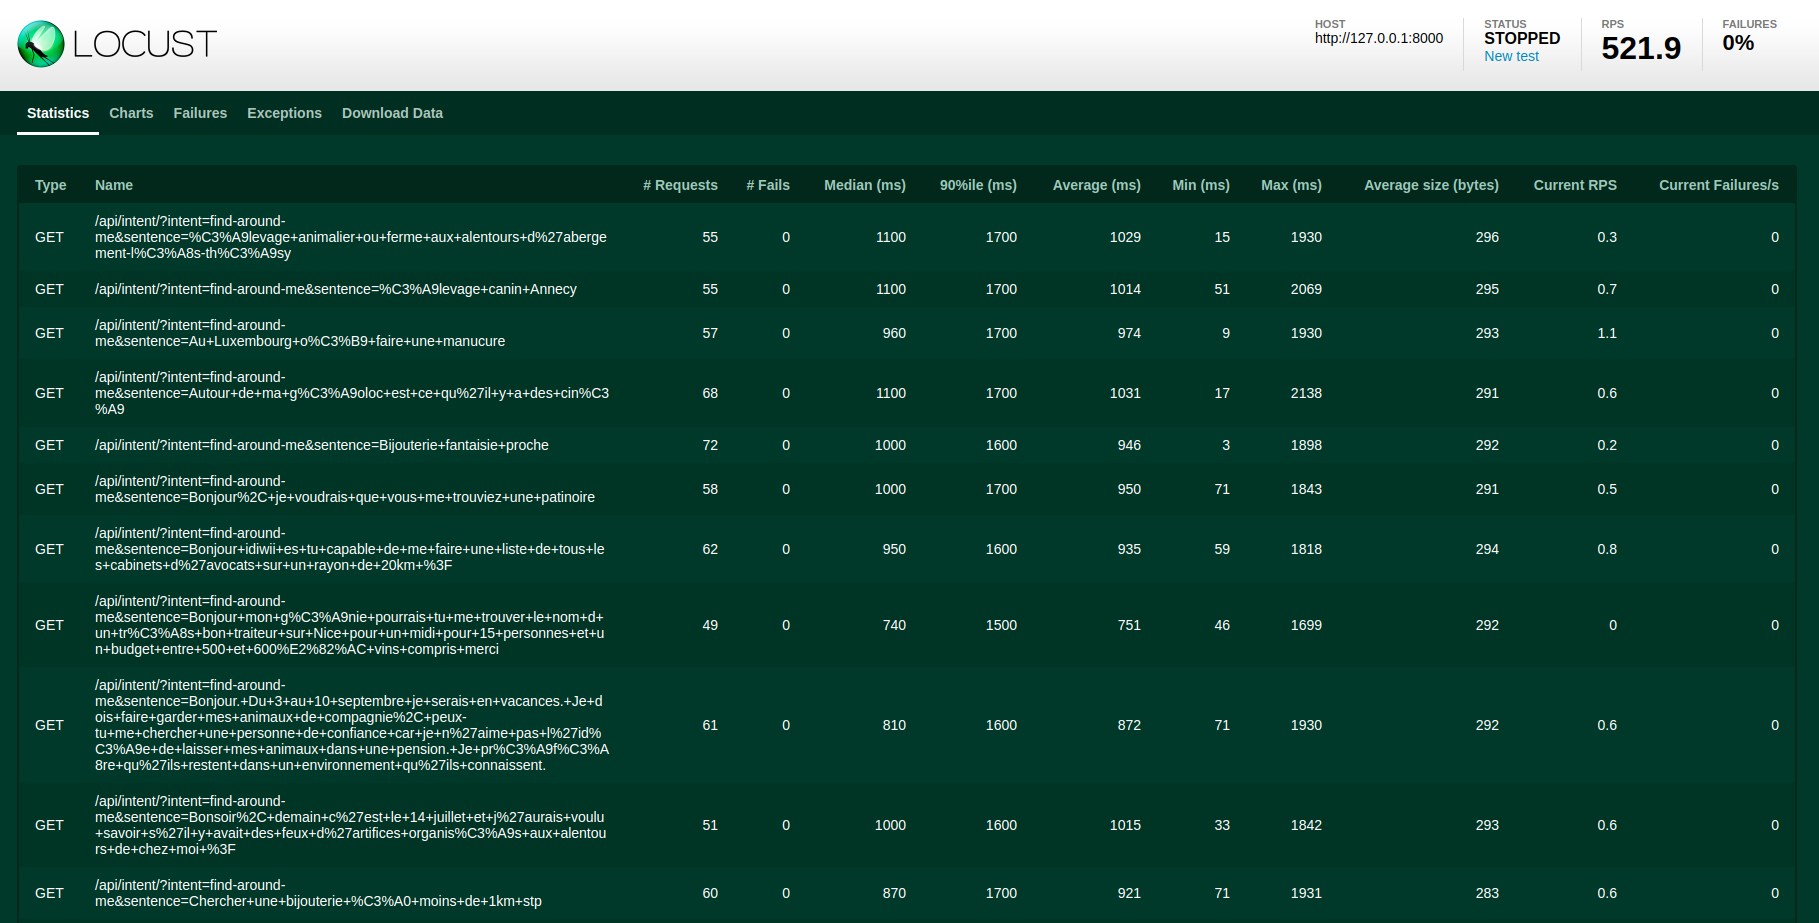 LOCUST
HOST
http://127.0.0.1:8000
STATUS
STOPPED
New test
RPS
521.9
FAILURES
0%
Statistics Charts Failures Exceptions Download Data
Type Name # Requests # Fails Median (ms) 90%ile (ms) Average (ms) Min (ms) Max (ms) Average size (bytes) Current RPS Current Failures/s
/api/intent/?intent=find-around-
GET me&sentence=%C3%A9levage+animalier+ou+ferme+aux+alentours+d%27aberge 55 0 1100 1700 1029 15 1930 296 0.3 0
ment-l%C3%A8s-th%C3%A9sy
GET /api/intent/?intent=find-around-me&sentence=%C3%A9levage+canin+Annecy 55 0 1100 1700 1014 51 2069 295 0.7 0
/api/intent/?intent=find-around-
GET me&sentence=Au+Luxembourg+o%C3%B9+faire+une+manucure 57 0 960 1700 974 9 1930 293 1.1 0
/api/intent/?intent=find-around-
GET me&sentence=Autour+de+ma+g%C3%A9oloc+est+ce+qu%27il+y+a+des+cin%C3 68 0 1100 1700 1031 17 2138 291 0.6 0
%A9
GET /api/intent/?intent=find-around-me&sentence=Bijouterie+fantaisie+proche 72 0 1000 1600 946 3 1898 292 0.2 0
/api/intent/?intent=find-around-
GET me&sentence=Bonjour%2C+je+voudrais+que+vous+me+trouviez+une+patinoire 58 0 1000 1700 950 71 1843 291 0.5 0
/api/intent/?intent=find-around-
GET me&sentence=Bonjour+idiwii+es+tu+capable+de+me+faire+une+liste+de+tous+le 62 0 950 1600 935 59 1818 294 0.8 0
s+cabinets+d%27avocats+sur+un+rayon+de+20km+%3F
/api/intent/?intent=find-around-
me&sentence=Bonjour+mon+g%C3%A9nie+pourrais+tu+me+trouver+le+nom+d+
GET un+tr%C3%A8s+bon+traiteur+sur+Nice+pour+un+midi+pour+15+personnes+et+u 49 0 740 1500 751 46 1699 292 0 0
n+budget+entre+500+et+600%E2%82%AC+vins+compris+merci
/api/intent/?intent=find-around-
me&sentence=Bonjour.+Du+3+au+10+septembre+je+serais+en+vacances.+Je+d
ois+faire+garder+mes+animaux+de+compagnie%2C+peux-
GET tu+me+chercher+une+personne+de+confiance+car+je+n%27aime+pas+l%27id% 61 0 810 1600 872 71 1930 292 0.6 0
C3%A9e+de+laisser+mes+animaux+dans+une+pension.+Je+pr%C3%A9f%C3%A
8re+qu%27ils+restent+dans+un+environnement+qu%27ils+connaissent.
/api/intent/?intent=find-around-
me&sentence=Bonsoir%2C+demain+c%27est+le+14+juillet+et+j%27aurais+voulu
GET +savoir+s%27il+y+avait+des+feux+d%27artifices+organis%C3%A9s+aux+alentou 51 0 1000 1600 1015 33 1842 293 0.6 0
rs+de+chez+moi+%3F
/api/intent/?intent=find-around-
GET me&sentence=Chercher+une+bijouterie+%C3%A0+moins+de+1km+stp 60 0 870 1700 921 71 1931 283 0.6 0